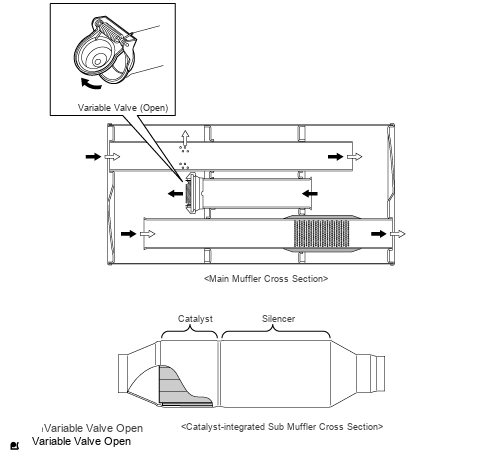 Variable Valve (Open)
<Main Muffler Cross Section>
Catalyst Silencer
Variable Valve Open <Catalyst-integrated Sub Muffler Cross Section>
Variable Valve Open